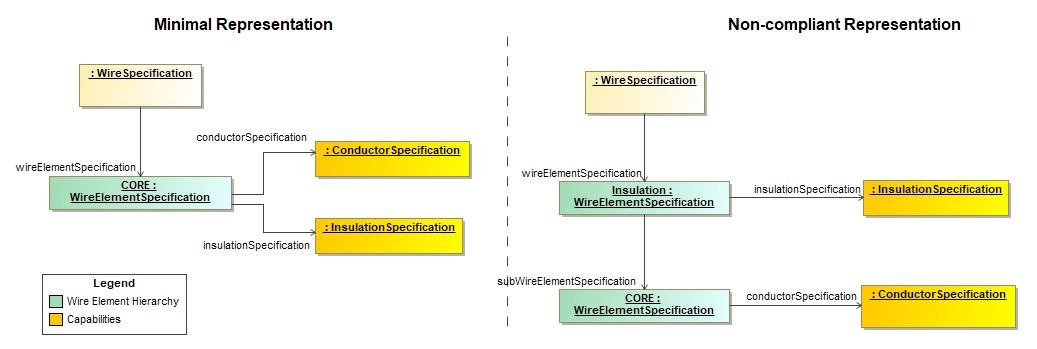 Minimal Representation
: WireSpecification
conductorSpecification
: ConductorSpecification
wireElementSpecification
CORE :
WireElementSpecification
: InsulationSpecification
insulationSpecification
Legend
Wire Element Hierarchy
Capabilities
Non-compliant Representation
: WireSpecification
wireElementSpecification
Insulation :
WireElementSpecification
insulationSpecification
: InsulationSpecification
subWireElementSpecification
CORE :
WireElementSpecification
conductorSpecification
: ConductorSpecification